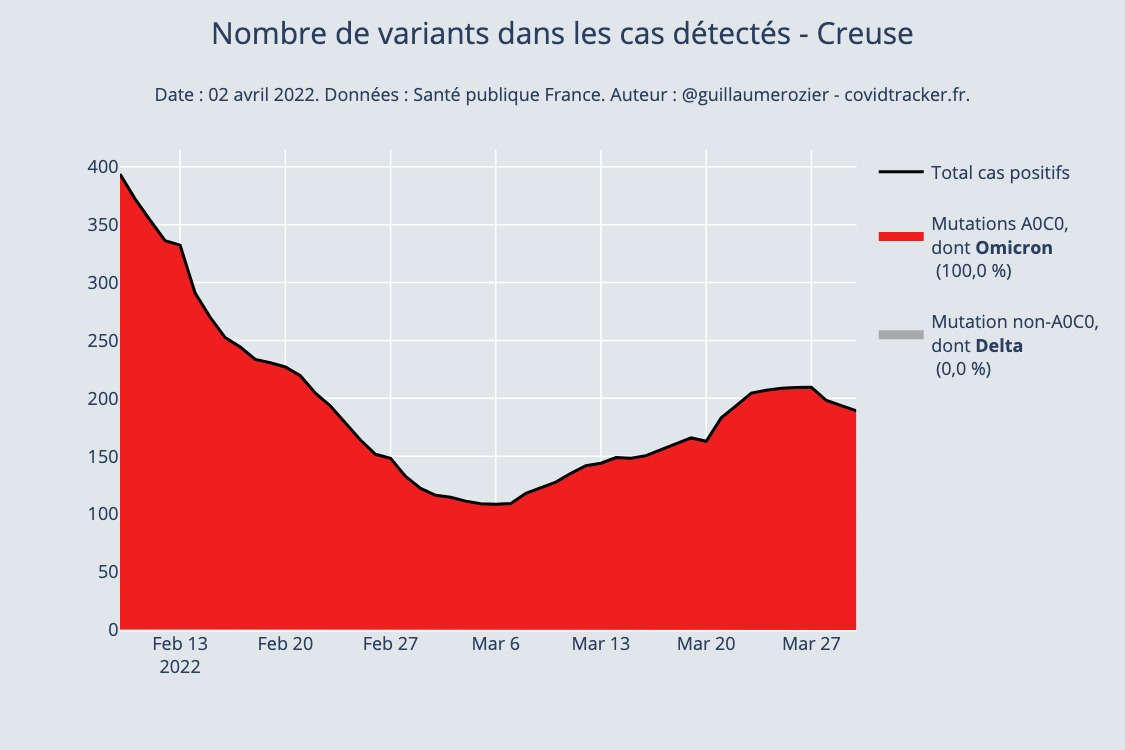 Nombre de variants dans les cas détectés - Creuse
Date : 02 avril 2022. Données : Santé publique France. Auteur : @guillaumerozier - covidtracker.fr.
400
350
300
250
200
150
100
50
0
Feb 13
2022
Feb 20
Feb 27
Mar 6
Mar 13
Mar 20
Mar 27
Total cas positifs
Mutations A0C0,
dont Omicron
(100,0 %)
Mutation non-A0C0,
dont Delta
(0,0 %)